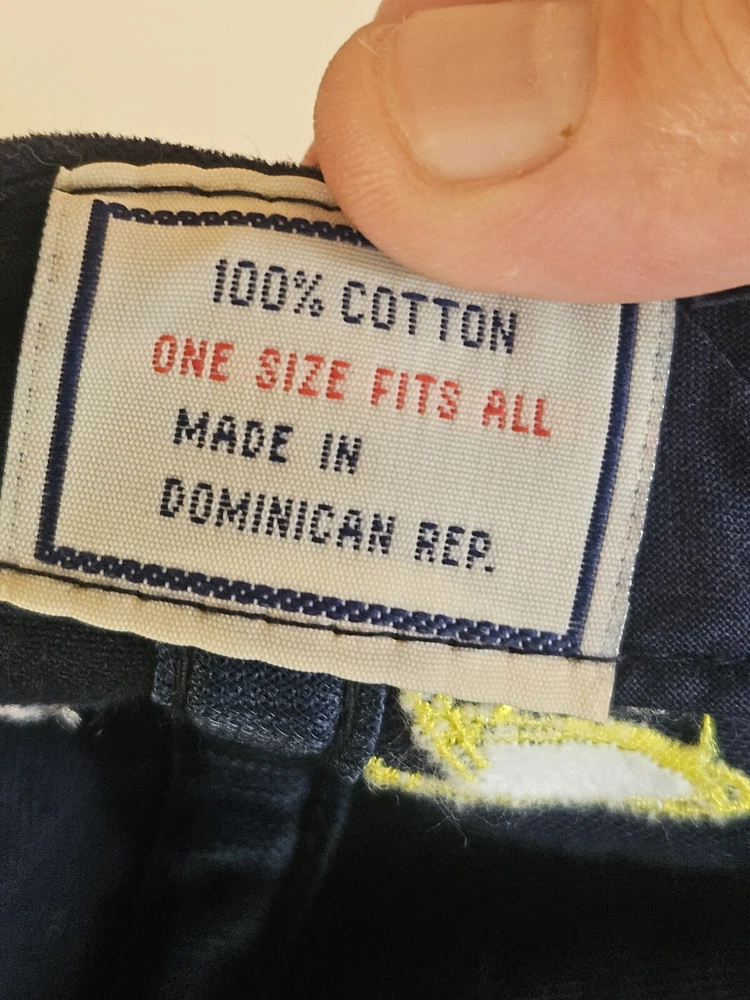 100% COTTON
ONE SIZE FITS ALL
MADE IN
DOMINICAN REP.